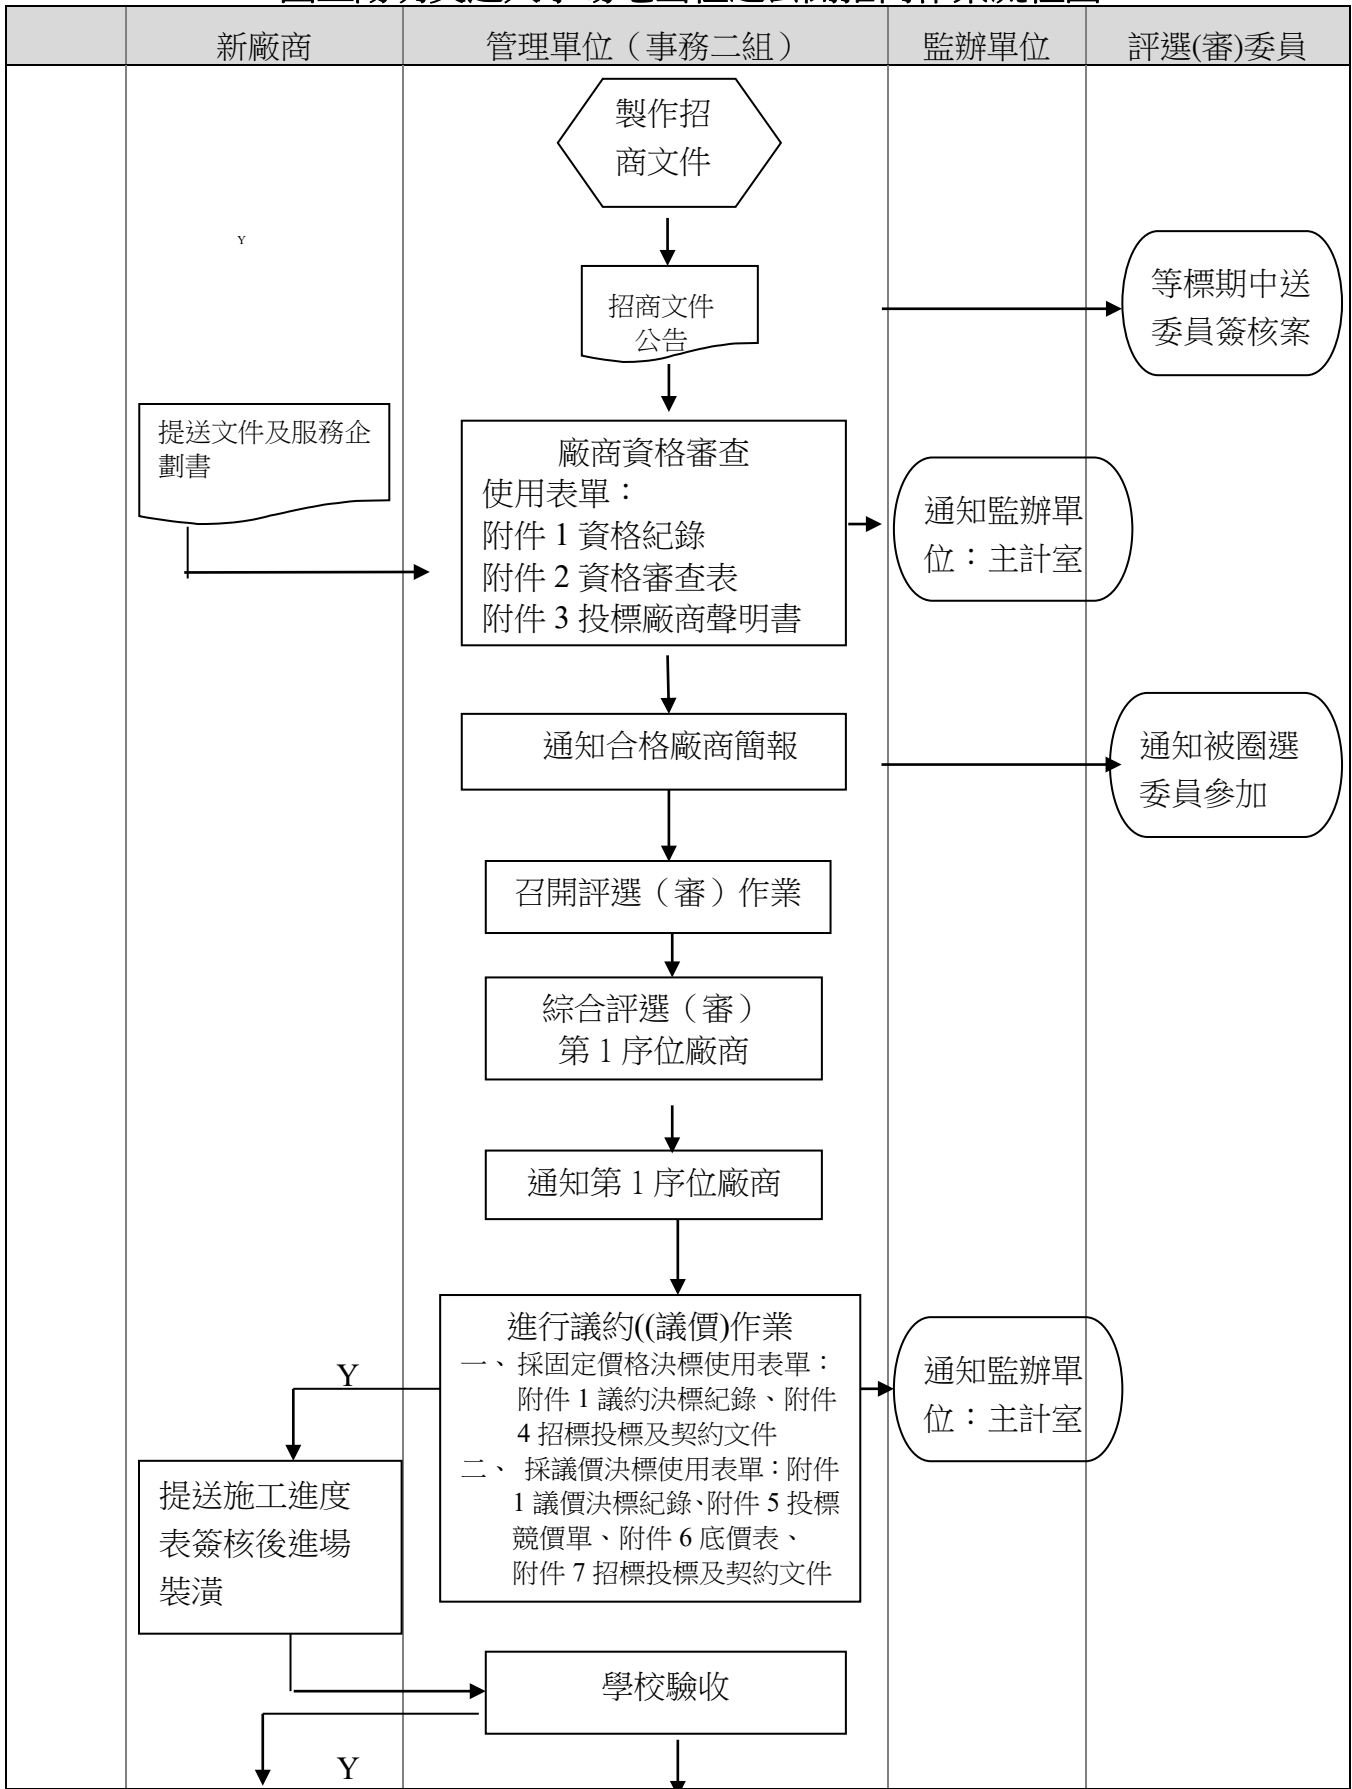 新廠商
管理單位（事務二組）
監辦單位
評選(審)委員
製作招
商文件
Y
招商文件
公告
等標期中送
委員簽核案
提送文件及服務企
劃書
廠商資格審查
使用表單：
附件 1 資格紀錄
附件 2 資格審查表
附件 3 投標廠商聲明書
通知監辦單
位：主計室
通知合格廠商簡報
通知被圈選
委員參加
召開評選（審）作業
綜合評選（審）
第 1 序位廠商
通知第 1 序位廠商
進行議約((議價)作業
一、採固定價格決標使用表單：
附件 1 議約決標紀錄、附件
4 招標投標及契約文件
二、 採議價決標使用表單：附件
1 議價決標紀錄、附件 5 投標
競價單、附件 6 底價表、
附件 7 招標投標及契約文件
通知監辦單
位：主計室
Y
提送施工進度
表簽核後進場
裝潢
學校驗收
Y